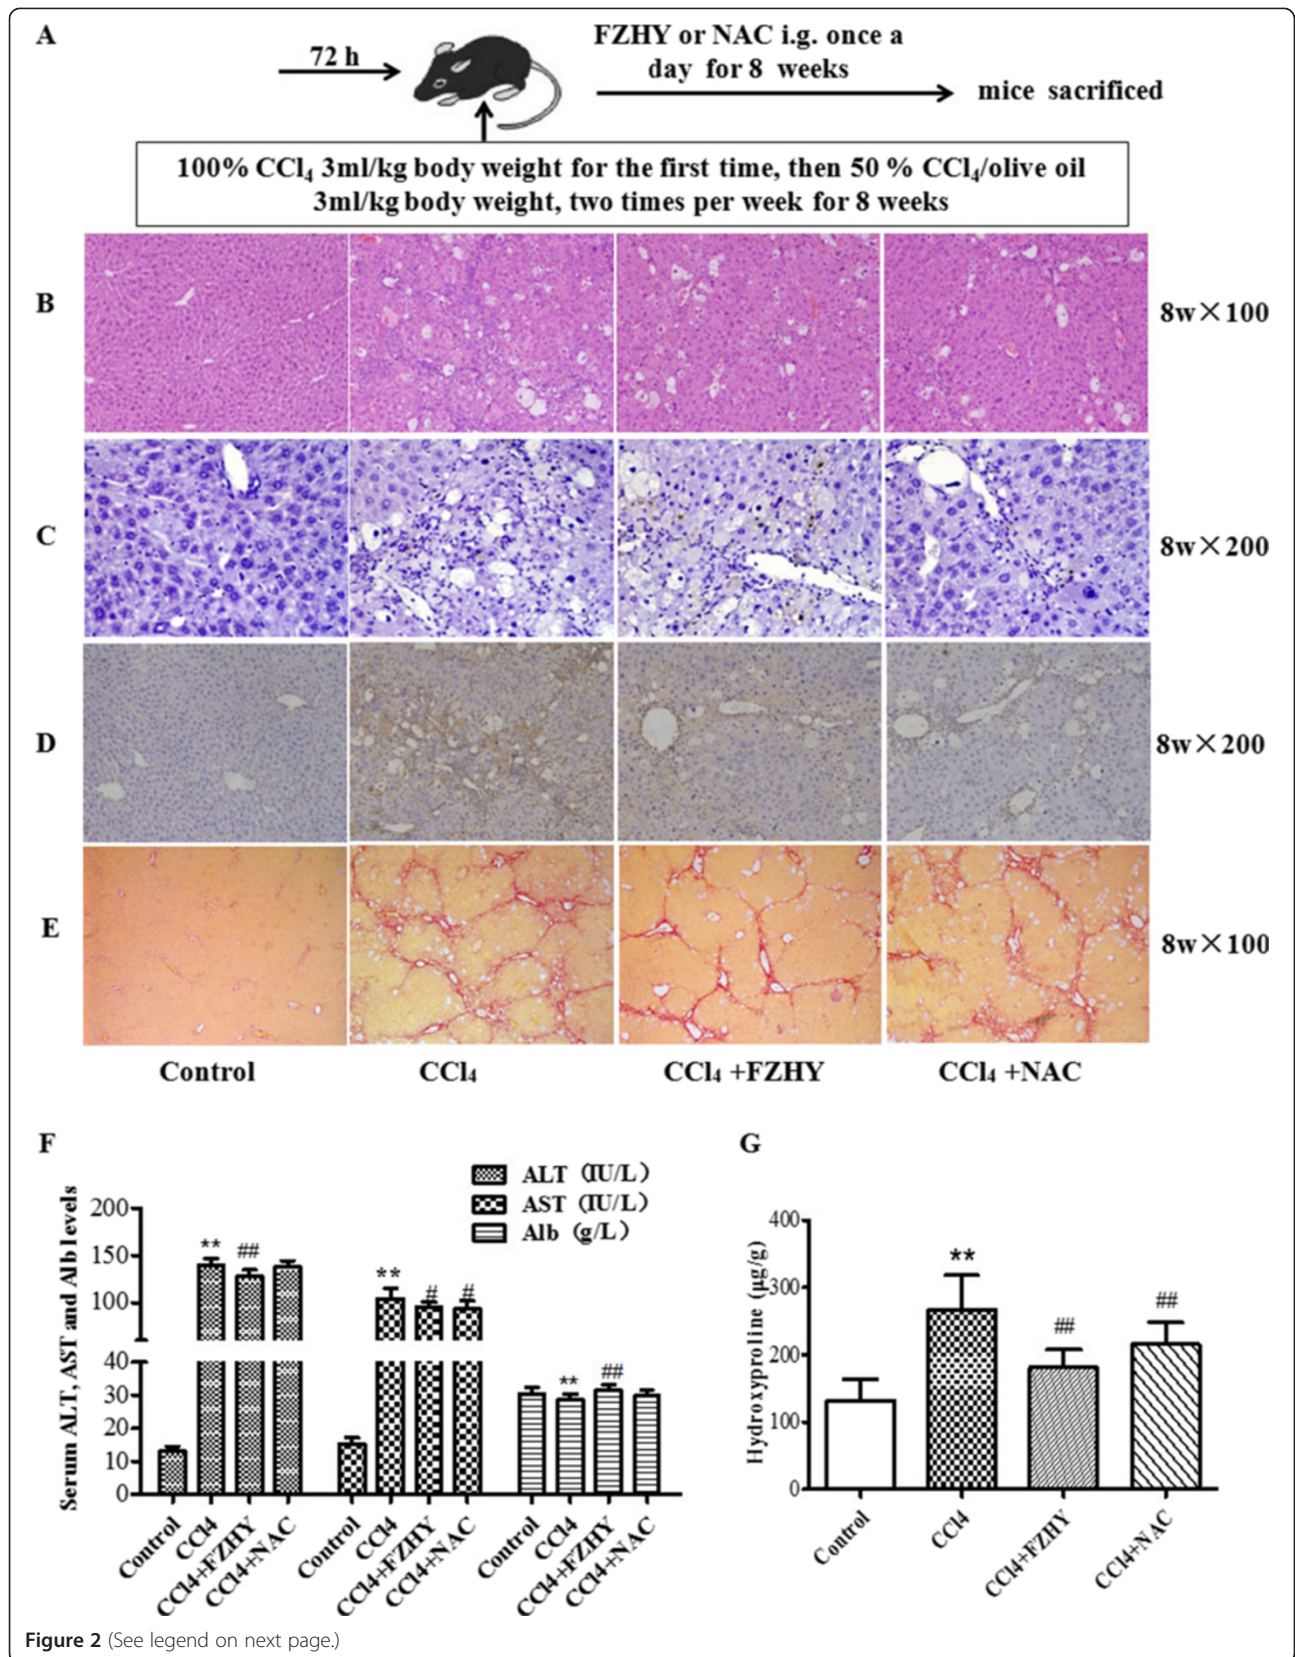 A
72 h
FZHY or NAC i.g. once a
day for 8 weeks
mice sacrificed
100% CCl₄ 3ml/kg body weight for the first time, then 50 % CCl₄/olive oil
3ml/kg body weight, two times per week for 8 weeks
B
8w×100
C
8w×200
D
8w×200
E
8w×100
Control
CCl₄
CCl₄ +FZHY
CCl₄ +NAC
F
ALT (IU/L)
AST (IU/L)
Alb (g/L)
Serum ALT, AST and Alb levels
200
150
100
40
30
20
10
0
**
##
**
#
#
**
##
Control
CCl4
CCl4+FZHY
CCl4+NAC
Control
CCl4
CCl4+FZHY
CCl4+NAC
Control
CCl4
CCl4+FZHY
CCl4+NAC
G
Hydroxyproline (µg/g)
400
300
200
100
0
**
##
##
Control
CCl4
CCl4+FZHY
CCl4+NAC
Figure 2 (See legend on next page.)